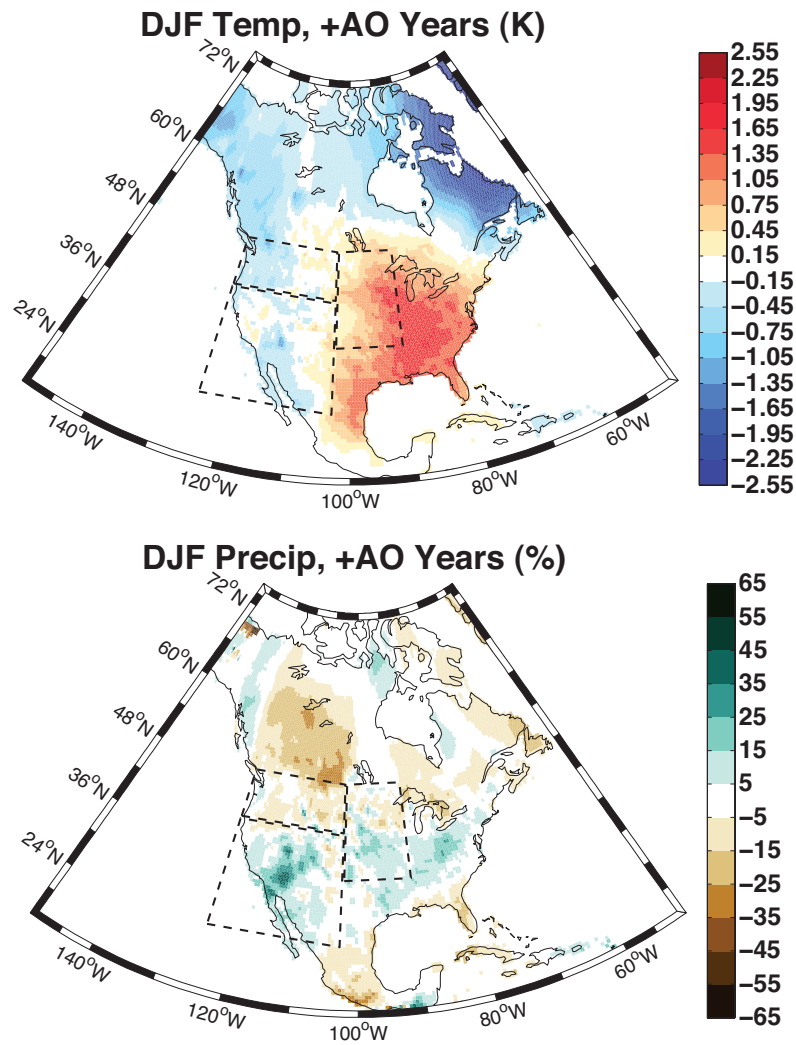 DJF Temp, +AO Years (K)
72°N
60°N
48°N
36°N
24°N
140°W
120°W
100°W
80°W
60°W
2.55
2.25
1.95
1.65
1.35
1.05
0.75
0.45
0.15
−0.15
−0.45
−0.75
−1.05
−1.35
−1.65
−1.95
−2.25
−2.55
DJF Precip, +AO Years (%)
72°N
60°N
48°N
36°N
24°N
140°W
120°W
100°W
80°W
60°W
65
55
45
35
25
15
5
−5
−15
−25
−35
−45
−55
−65